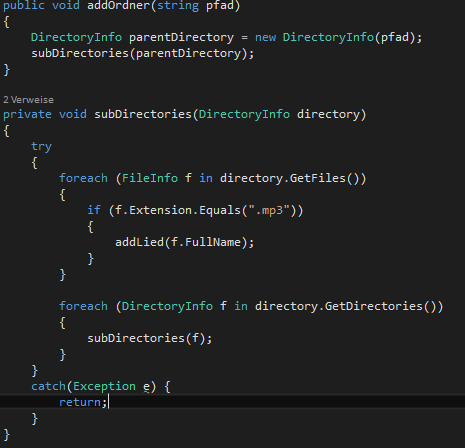 public void addOrdner(string pfad)
{
    DirectoryInfo parentDirectory = new DirectoryInfo(pfad);
    subDirectories(parentDirectory);
}
2 Verweise
private void subDirectories(DirectoryInfo directory)
{
    try
    {
        foreach (FileInfo f in directory.GetFiles())
        {
            if (f.Extension.Equals(".mp3"))
            {
                addLied(f.FullName);
            }
        }
        foreach (DirectoryInfo f in directory.GetDirectories())
        {
            subDirectories(f);
        }
    }
    catch(Exception e) {
        return;
    }
}